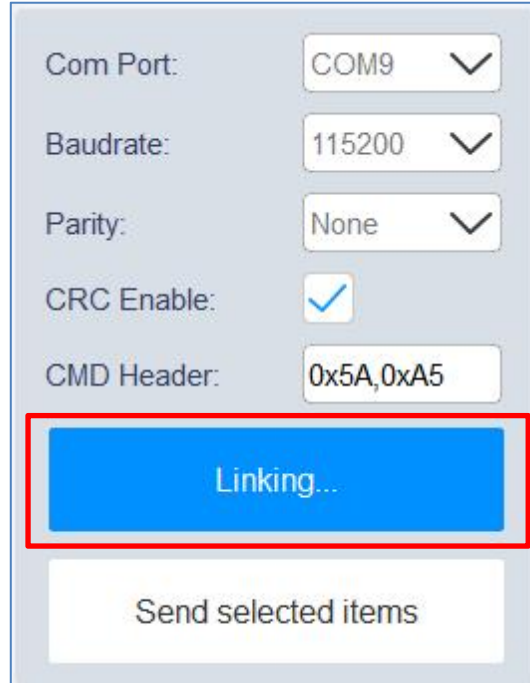 Com Port: COM9
Baudrate: 115200
Parity: None
CRC Enable:
CMD Header: 0x5A,0xA5
Linking...
Send selected items